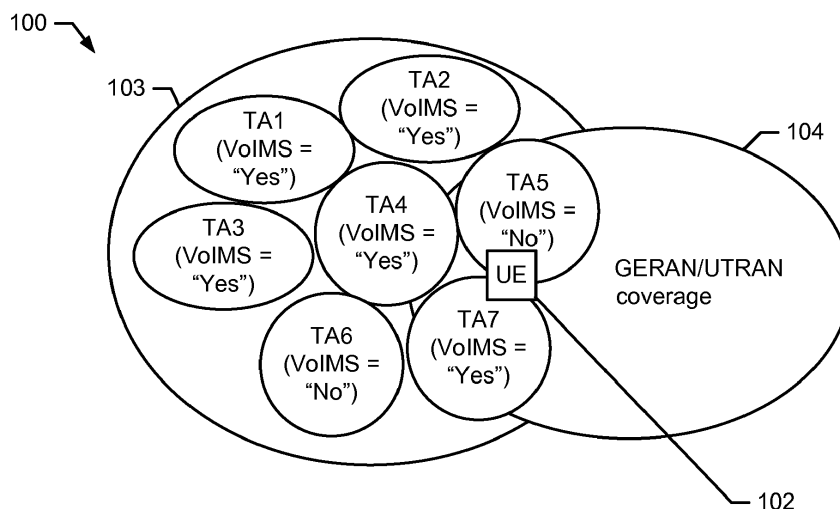 100
103
104
TA2
(VoIMS =
“Yes”)
TA1
(VoIMS =
“Yes”)
TA5
(VoIMS =
“No”)
TA4
(VoIMS =
“Yes”)
TA3
(VoIMS =
“Yes”)
UE
GERAN/UTRAN
coverage
TA7
(VoIMS =
“Yes”)
TA6
(VoIMS =
“No”)
102